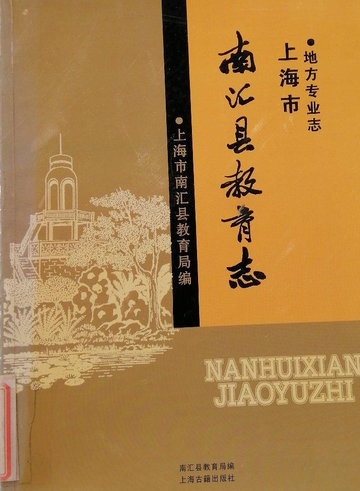 •地方专业志
上海市
南汇县教育志
•上海市南汇县教育局编
NANHUIXIAN
JIAOYUZHI
南汇县教育局编
上海古籍出版社